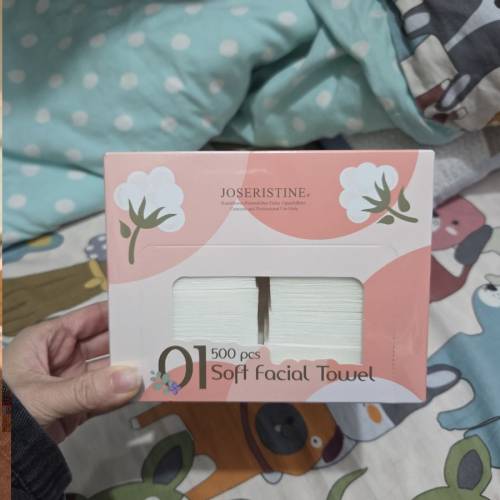 JOSERISTINE
01 500 pcs
Soft Facial Towel